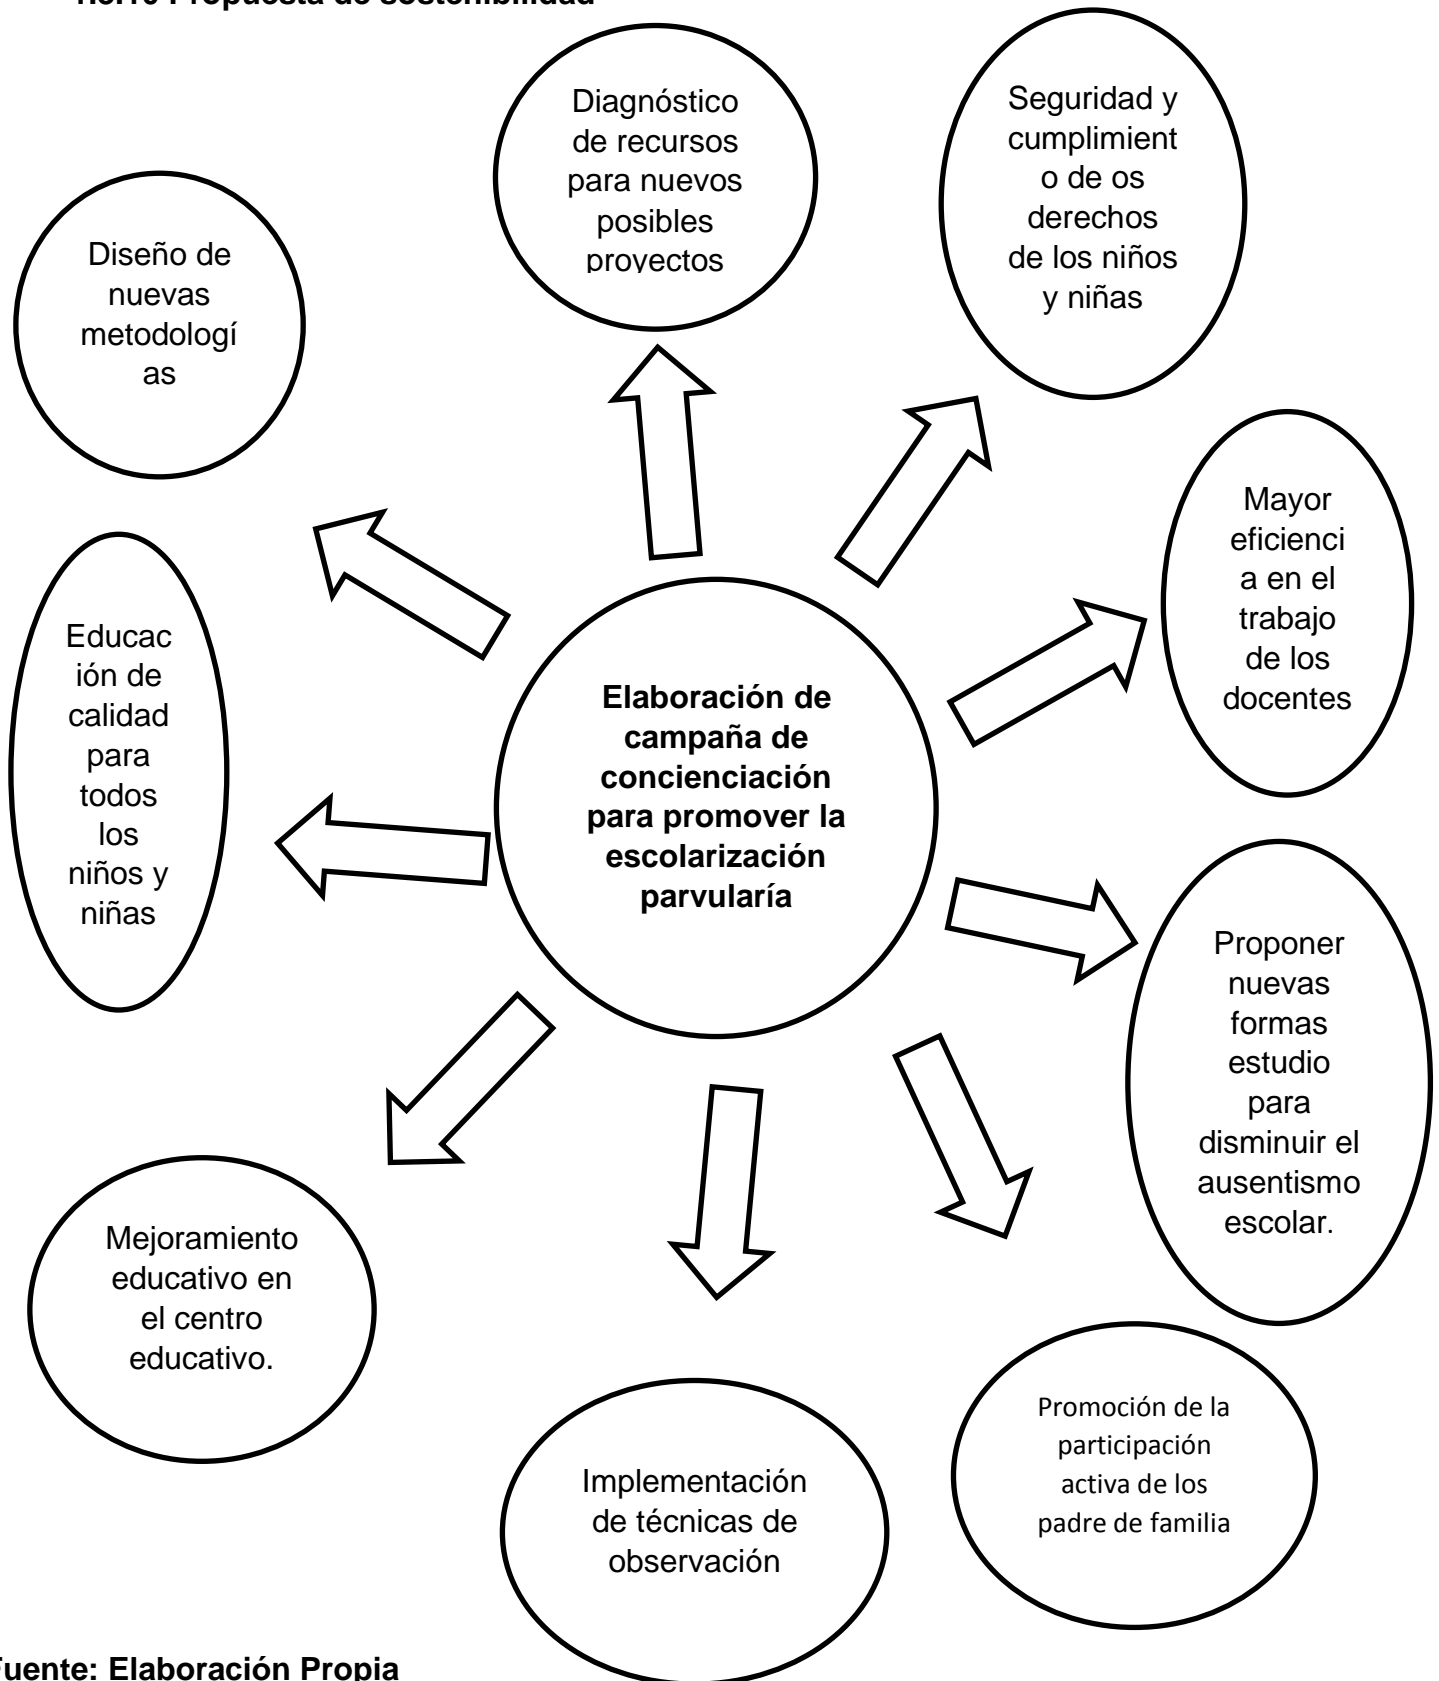 Propuesta de sostenibilidad
Diagnóstico
de recursos
para nuevos
posibles
proyectos
Seguridad y
cumplimient
o de os
derechos
de los niños
y niñas
Diseño de
nuevas
metodologí
as
Mayor
eficienci
a en el
trabajo
de los
docentes
Educac
ión de
calidad
para
todos
los
niños y
niñas
Elaboración de
campaña de
concienciación
para promover la
escolarización
parvularía
Proponer
nuevas
formas
estudio
para
disminuir el
ausentismo
escolar.
Mejoramiento
educativo en
el centro
educativo.
Implementación
de técnicas de
observación
Promoción de la
participación
activa de los
padre de familia
Fuente: Elaboración Propia